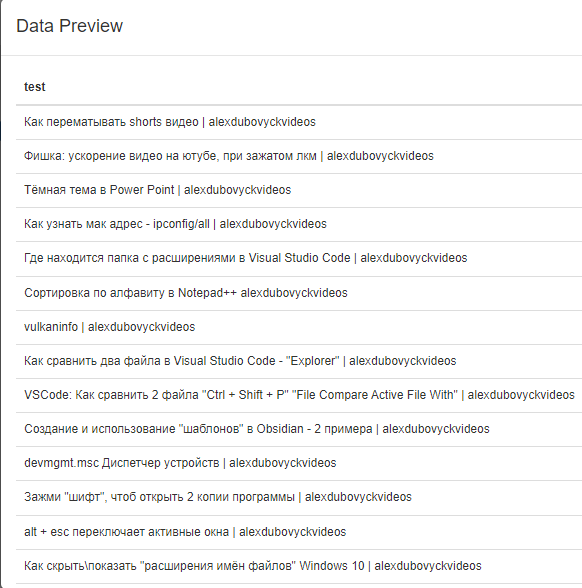 Data Preview
test
Как перематывать shorts видео | alexdubovyckvideos
Фишка: ускорение видео на ютубе, при зажатом лкм | alexdubovyckvideos
Тёмная тема в Power Point | alexdubovyckvideos
Как узнать мак адрес - ipconfig/all | alexdubovyckvideos
Где находится папка с расширениями в Visual Studio Code | alexdubovyckvideos
Сортировка по алфавиту в Notepad++ alexdubovyckvideos
vulkaninfo | alexdubovyckvideos
Как сравнить два файла в Visual Studio Code - "Explorer" | alexdubovyckvideos
VSCode: Как сравнить 2 файла "Ctrl + Shift + P" "File Compare Active File With" | alexdubovyckvideos
Создание и использование "шаблонов" в Obsidian - 2 примера | alexdubovyckvideos
devmgmt.msc Диспетчер устройств | alexdubovyckvideos
Зажми "шифт", чтоб открыть 2 копии программы | alexdubovyckvideos
alt + esc переключает активные окна | alexdubovyckvideos
Как скрыть\показать "расширения имён файлов" Windows 10 | alexdubovyckvideos